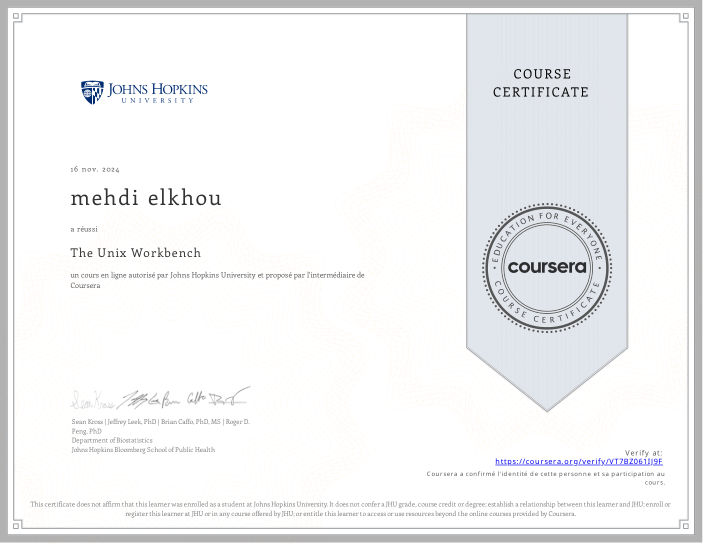 JOHNS HOPKINS
UNIVERSITY
COURSE
CERTIFICATE
16 nov. 2024
mehdi elkhou
a réussi
The Unix Workbench
un cours en ligne autorisé par Johns Hopkins University et proposé par l'intermédiaire de
Coursera
EDUCATION FOR EVERYONE
coursera
COURSE CERTIFICATE
Sean Kross | Jeffrey Leek, PhD | Brian Caffo, PhD, MS | Roger D.
Peng, PhD
Department of Biostatistics
Johns Hopkins Bloomberg School of Public Health
Verify at:
https://coursera.org/verify/VT7BZ061IJ9F
Coursera a confirmé l'identité de cette personne et sa participation au
cours.
This certificate does not affirm that this learner was enrolled as a student at Johns Hopkins University. It does not confer a JHU grade, course credit or degree; establish a relationship between this learner and JHU; enroll or
register this learner at JHU or in any course offered by JHU; or entitle this learner to access or use resources beyond the online courses provided by Coursera.